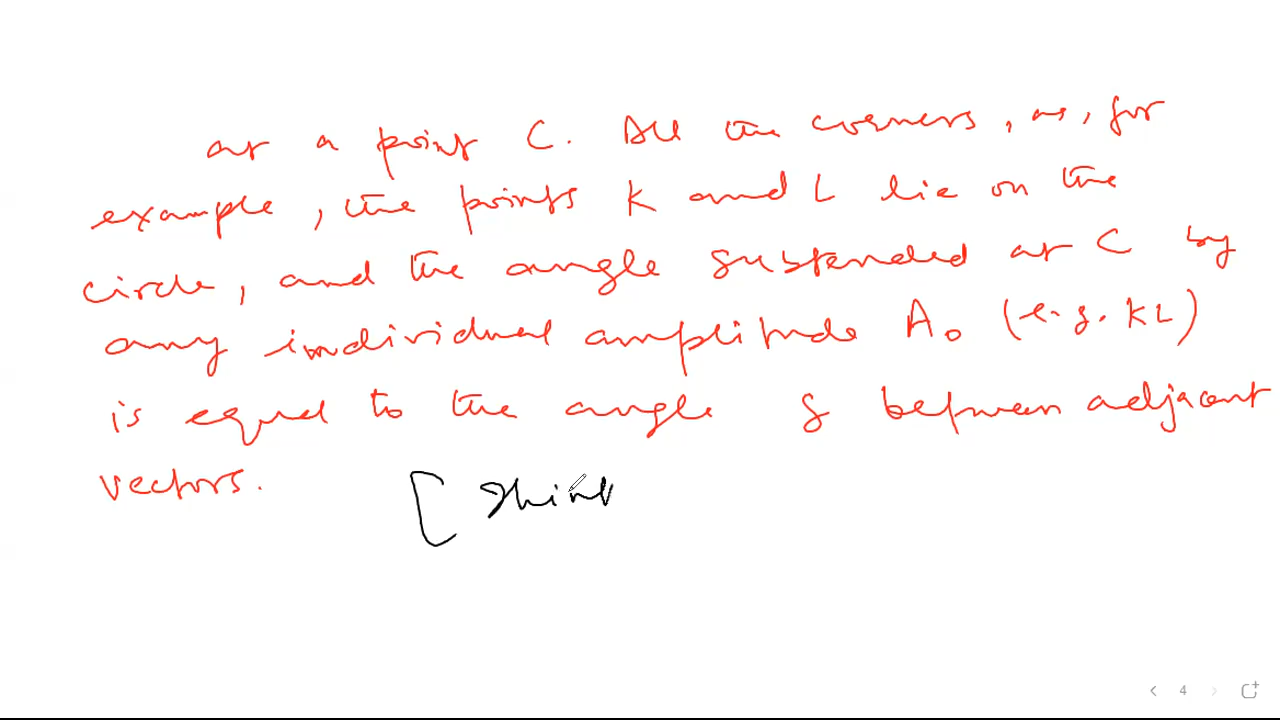 at a point C. All the corners, as, for
example, the points K and L lie on the
circle, and the angle subtended at C by
any individual amplitude A₀ (e.g. KL)
is equal to the angle δ between adjacent
vectors. [
4